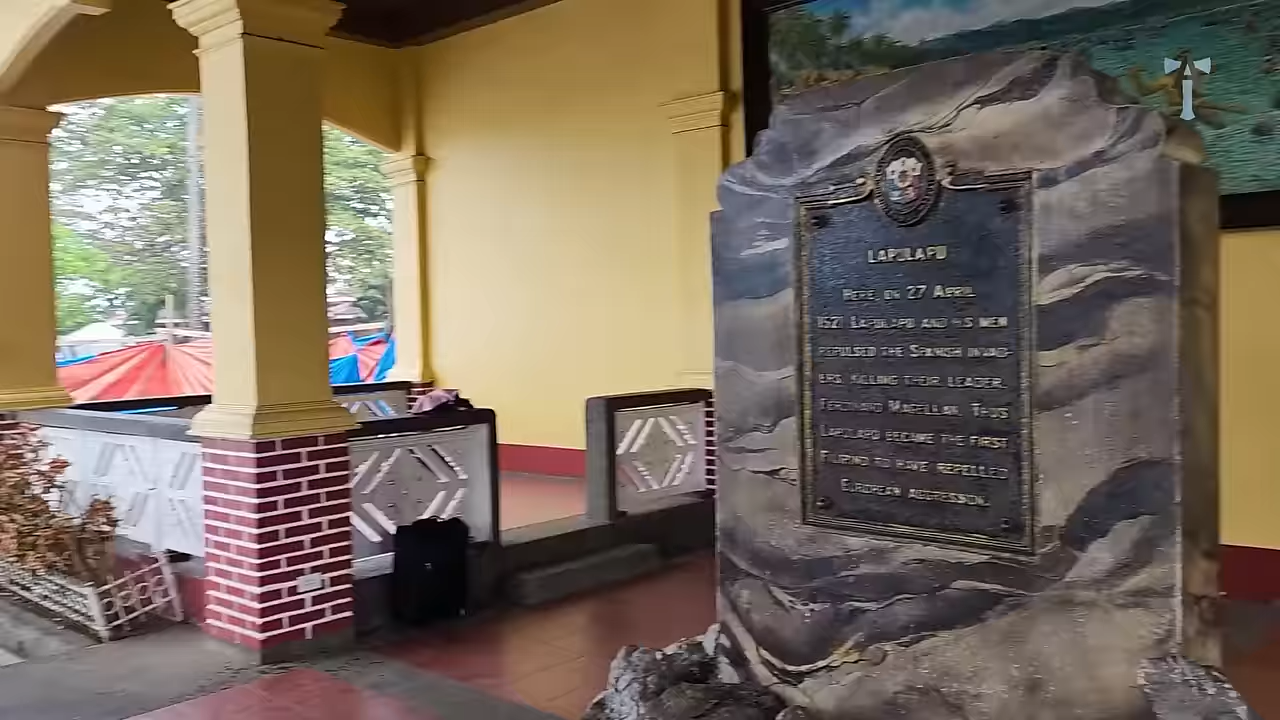 LAPULAPU
HERE, ON 27 APRIL
1521 LAPULAPU AND HIS MEN
REPULSED THE SPANISH INVAD-
ERS, KILLING THEIR LEADER,
FERDINAND MAGELLAN. THUS
LAPULAPU BECAME THE FIRST
FILIPINO TO HAVE REPELLED
EUROPEAN AGGRESSION.